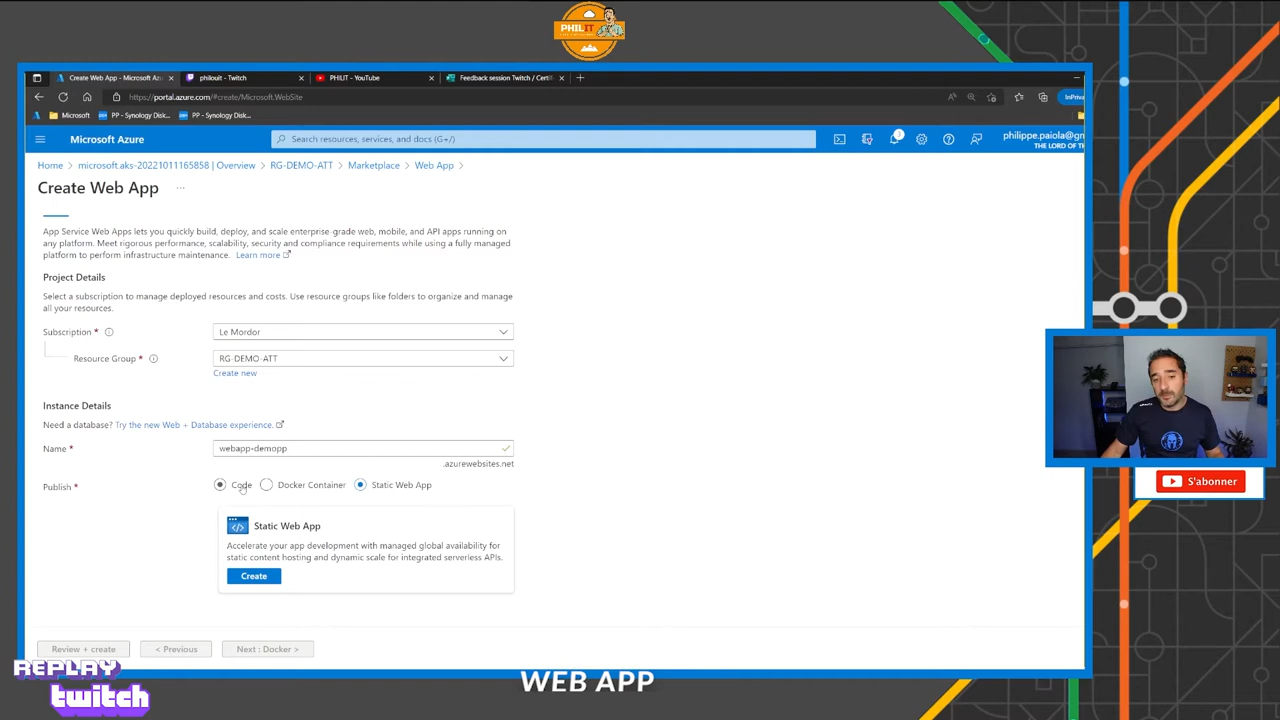 PHILIT
Create Web App - Microsoft Az
philouit - Twitch
PHILIT - YouTube
Feedback session Twitch / Certif
https://portal.azure.com/#create/Microsoft.WebSite
InPriva
Microsoft
PP - Synology Disk...
PP - Synology Disk...
Microsoft Azure
Search resources, services, and docs (G+/)
philippe.paiola@gm
THE LORD OF TH
Home > microsoft.aks-20221011165858 | Overview > RG-DEMO-ATT > Marketplace > Web App >
Create Web App ...
App Service Web Apps lets you quickly build, deploy, and scale enterprise-grade web, mobile, and API apps running on
any platform. Meet rigorous performance, scalability, security and compliance requirements while using a fully managed
platform to perform infrastructure maintenance. Learn more
Project Details
Select a subscription to manage deployed resources and costs. Use resource groups like folders to organize and manage
all your resources.
Subscription *
Le Mordor
Resource Group *
RG-DEMO-ATT
Create new
Instance Details
Need a database? Try the new Web + Database experience.
Name *
webapp-demopp
.azurewebsites.net
Publish *
Code
Docker Container
Static Web App
Static Web App
Accelerate your app development with managed global availability for
static content hosting and dynamic scale for integrated serverless APIs.
Create
Review + create
< Previous
Next : Docker >
S'abonner
REPLAY
twitch
WEB APP